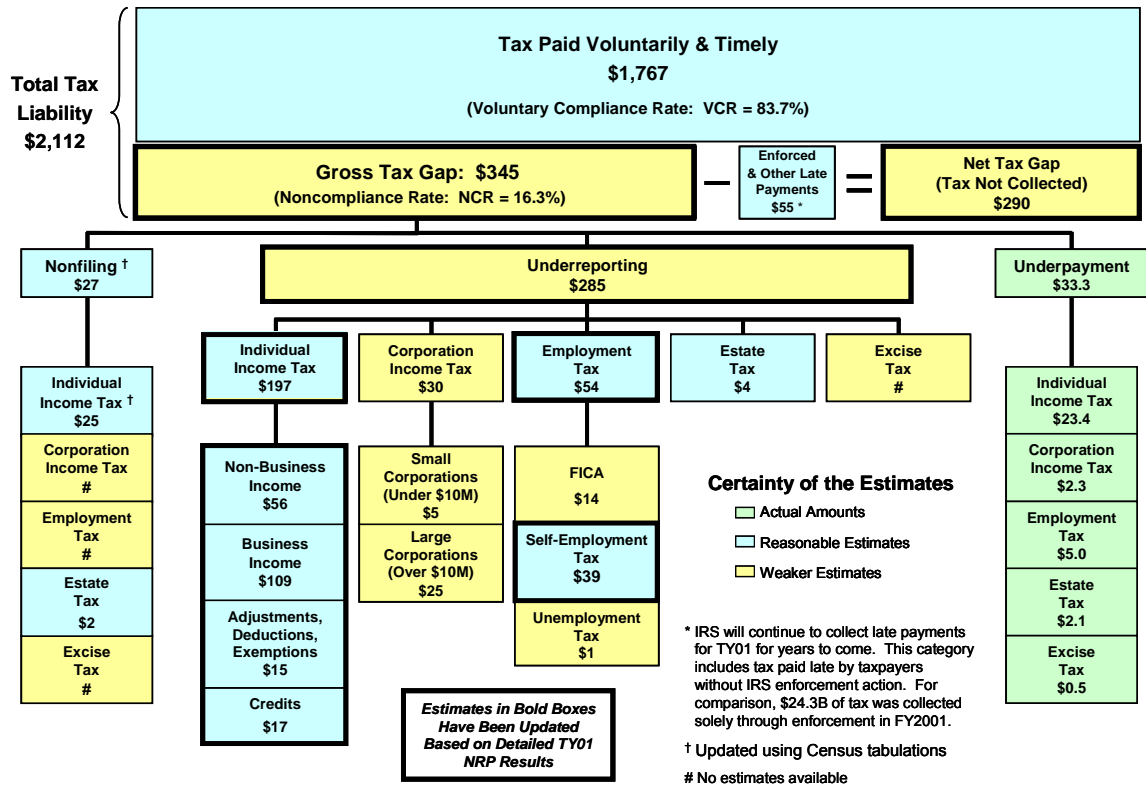 Total Tax
Liability
$2,112
Tax Paid Voluntarily & Timely
$1,767
(Voluntary Compliance Rate: VCR = 83.7%)
Gross Tax Gap: $345
(Noncompliance Rate: NCR = 16.3%)
Enforced
& Other Late
Payments
$55 *
Net Tax Gap
(Tax Not Collected)
$290
Nonfiling †
$27
Underreporting
$285
Underpayment
$33.3
Individual
Income Tax †
$25
Corporation
Income Tax
#
Employment
Tax
#
Estate
Tax
$2
Excise
Tax
#
Individual
Income Tax
$197
Non-Business
Income
$56
Business
Income
$109
Adjustments,
Deductions,
Exemptions
$15
Credits
$17
Corporation
Income Tax
$30
Small
Corporations
(Under $10M)
$5
Large
Corporations
(Over $10M)
$25
Employment
Tax
$54
FICA
$14
Self-Employment
Tax
$39
Unemployment
Tax
$1
Estate
Tax
$4
Excise
Tax
#
Individual
Income Tax
$23.4
Corporation
Income Tax
$2.3
Employment
Tax
$5.0
Estate
Tax
$2.1
Excise
Tax
$0.5
Certainty of the Estimates
Actual Amounts
Reasonable Estimates
Weaker Estimates
Estimates in Bold Boxes
Have Been Updated
Based on Detailed TY01
NRP Results
* IRS will continue to collect late payments
for TY01 for years to come. This category
includes tax paid late by taxpayers
without IRS enforcement action. For
comparison, $24.3B of tax was collected
solely through enforcement in FY2001.
† Updated using Census tabulations
# No estimates available